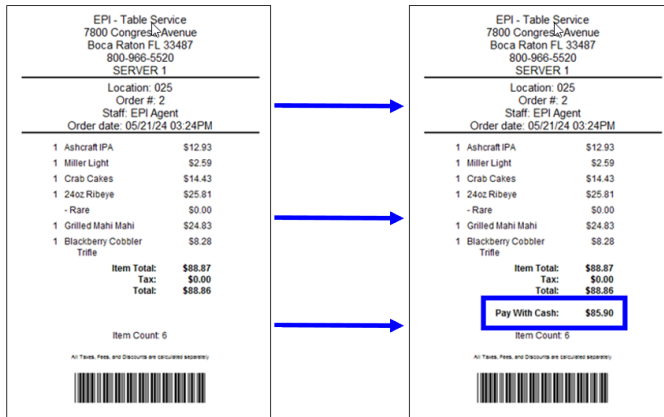 EPI - Table Service
7800 Congress Avenue
Boca Raton FL 33487
800-966-5520
SERVER 1
Location: 025
Order #: 2
Staff: EPI Agent
Order date: 05/21/24 03:24PM
1 Ashcraft IPA $12.93
1 Miller Light $2.59
1 Crab Cakes $14.43
1 24oz Ribeye $25.81
- Rare $0.00
1 Grilled Mahi Mahi $24.83
1 Blackberry Cobbler $8.28
Trifle
Item Total: $88.87
Tax: $0.00
Total: $88.86
Item Count: 6
All Taxes, Fees, and Discounts are calculated separately
EPI - Table Service
7800 Congress Avenue
Boca Raton FL 33487
800-966-5520
SERVER 1
Location: 025
Order #: 2
Staff: EPI Agent
Order date: 05/21/24 03:24PM
1 Ashcraft IPA $12.93
1 Miller Light $2.59
1 Crab Cakes $14.43
1 24oz Ribeye $25.81
- Rare $0.00
1 Grilled Mahi Mahi $24.83
1 Blackberry Cobbler $8.28
Trifle
Item Total: $88.87
Tax: $0.00
Total: $88.86
Pay With Cash: $85.90
Item Count: 6
All Taxes, Fees, and Discounts are calculated separately